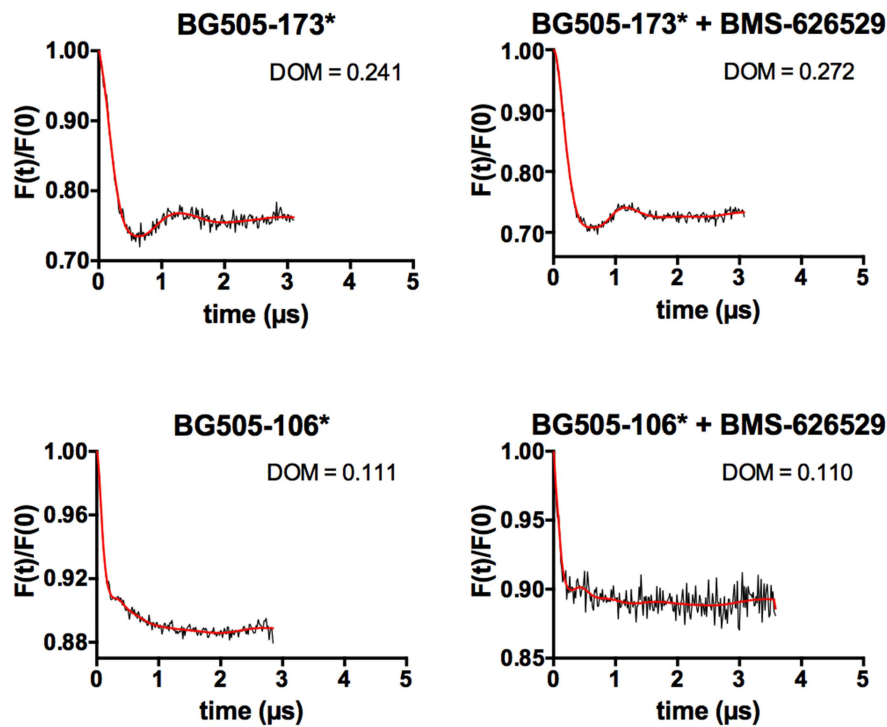 BG505-173*
DOM = 0.241
F(t)/F(0)
1.00
0.90
0.80
0.70
0 1 2 3 4 5
time (µs)
BG505-173* + BMS-626529
DOM = 0.272
F(t)/F(0)
1.00
0.90
0.80
0.70
0 1 2 3 4 5
time (µs)
BG505-106*
DOM = 0.111
F(t)/F(0)
1.00
0.96
0.92
0.88
0 1 2 3 4 5
time (µs)
BG505-106* + BMS-626529
DOM = 0.110
F(t)/F(0)
1.00
0.95
0.90
0.85
0 1 2 3 4 5
time (µs)